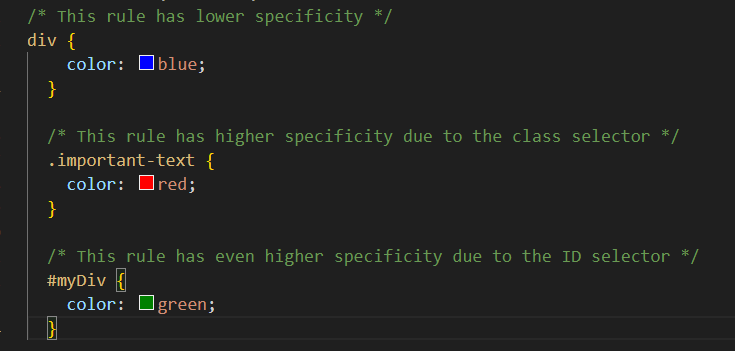 /* This rule has lower specificity */
div {
color: blue;
}
/* This rule has higher specificity due to the class selector */
.important-text {
color: red;
}
/* This rule has even higher specificity due to the ID selector */
#myDiv {
color: green;
}